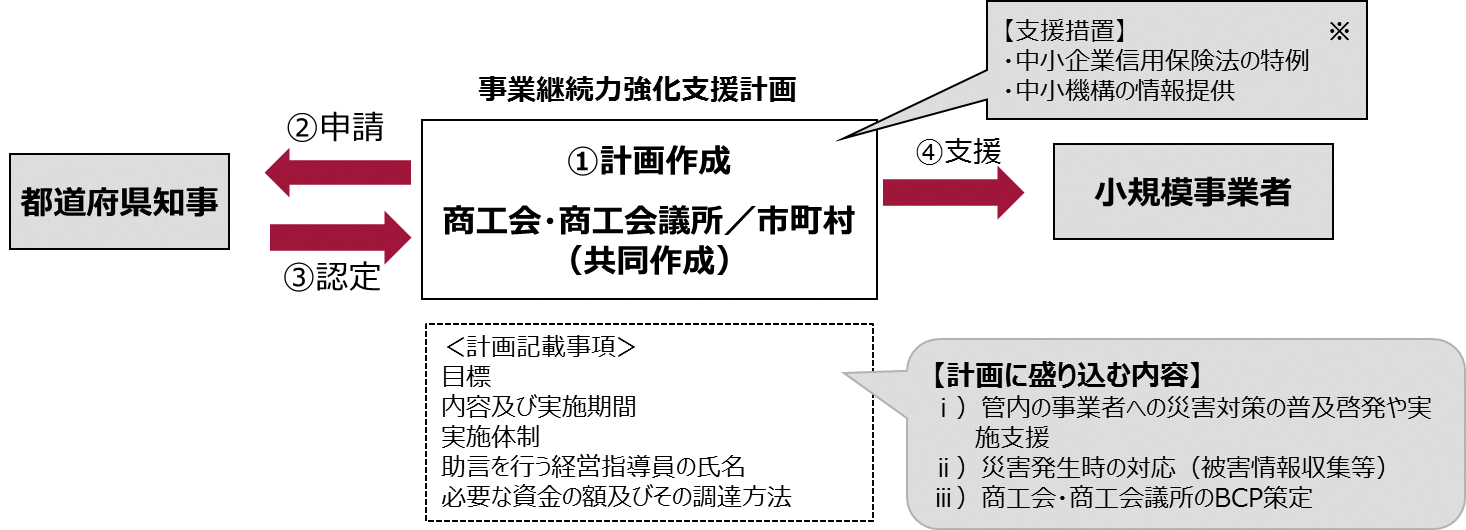 【支援措置】 ※
・中小企業信用保険法の特例
・中小機構の情報提供
事業継続力強化支援計画
②申請
①計画作成
④支援
都道府県知事
商工会・商工会議所／市町村
（共同作成）
小規模事業者
③認定
＜計画記載事項＞
目標
内容及び実施期間
実施体制
助言を行う経営指導員の氏名
必要な資金の額及びその調達方法
【計画に盛り込む内容】
ⅰ）管内の事業者への災害対策の普及啓発や実
施支援
ⅱ）災害発生時の対応（被害情報収集等）
ⅲ）商工会・商工会議所のBCP策定